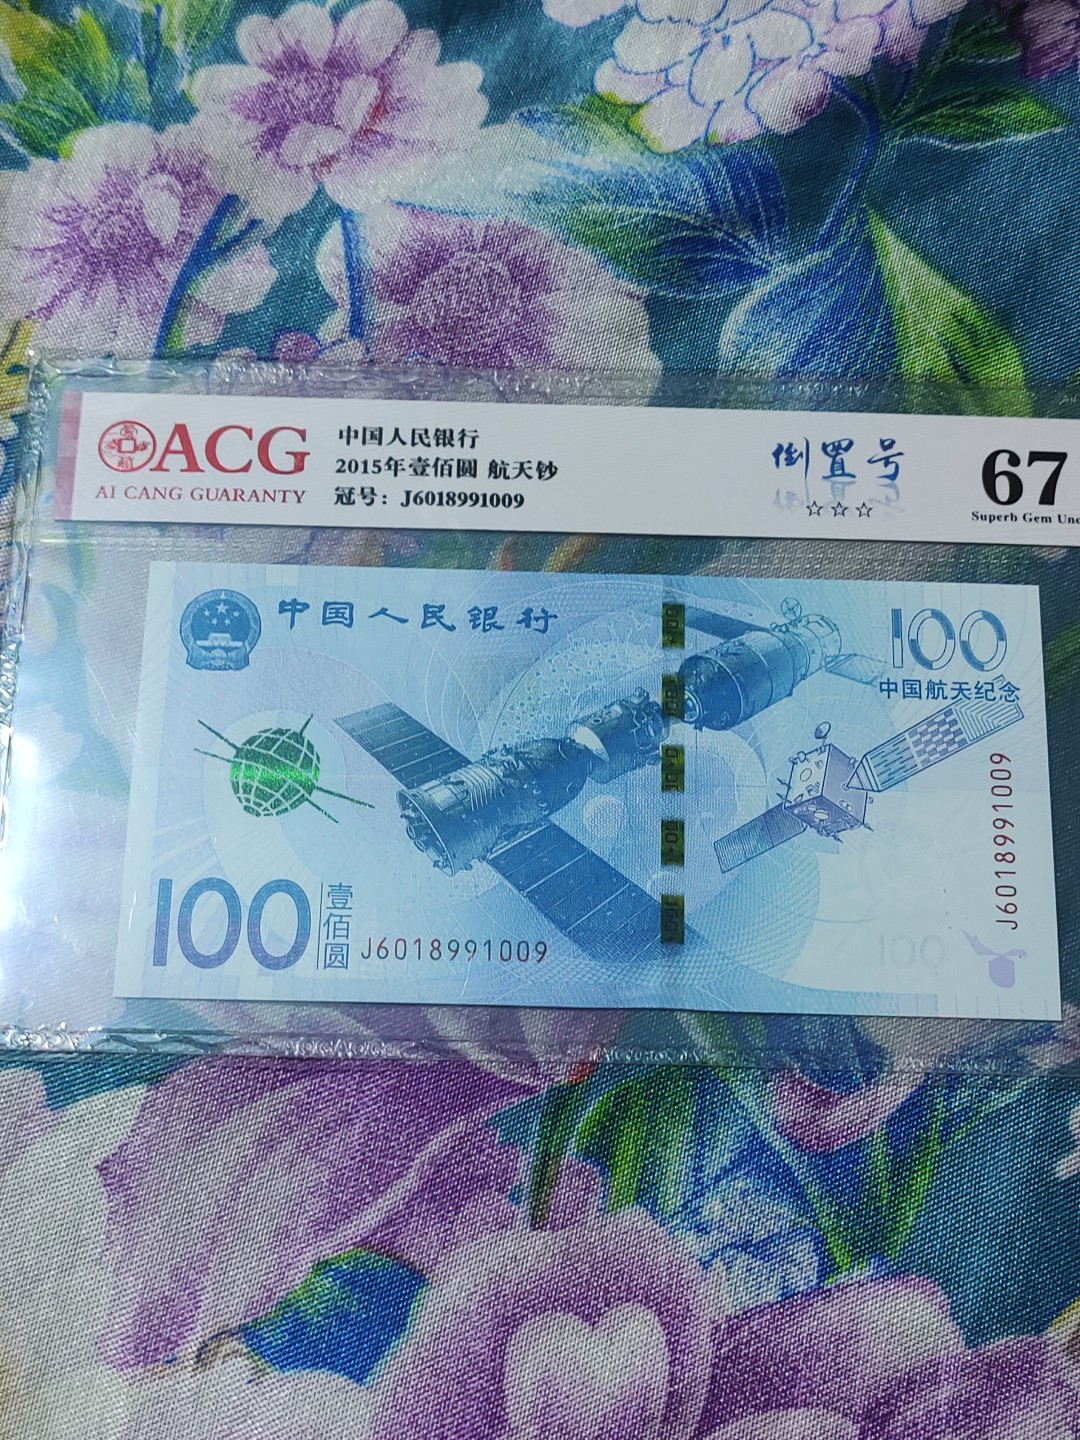 ACG
AI CANG GUARANTY
中国人民银行
2015年壹佰圆 航天钞
冠号：J6018991009
倒置号
☆☆☆
67
Superb Gem Unc
中国人民银行
100
中国航天纪念
J6018991009
100
壹佰圆
J6018991009
100